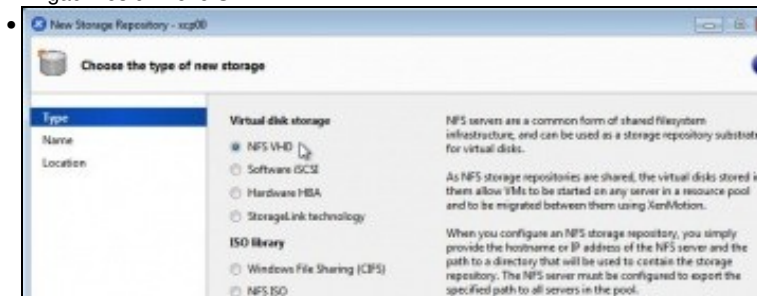 New Storage Repository - xcp00
Choose the type of new storage
Type
Name
Location
Virtual disk storage
NFS VHD
Software iSCSI
Hardware HBA
StorageLink technology
ISO library
Windows File Sharing (CIFS)
NFS ISO
NFS servers are a common form of shared filesystem
infrastructure, and can be used as a storage repository substrate
for virtual disks.
As NFS storage repositories are shared, the virtual disks stored in
them allow VMs to be started on any server in a resource pool
and to be migrated between them using XenMotion.
When you configure an NFS storage repository, you simply
provide the hostname or IP address of the NFS server and the
path to a directory that will be used to contain the storage
repository. The NFS server must be configured to export the
specified path to all servers in the pool.